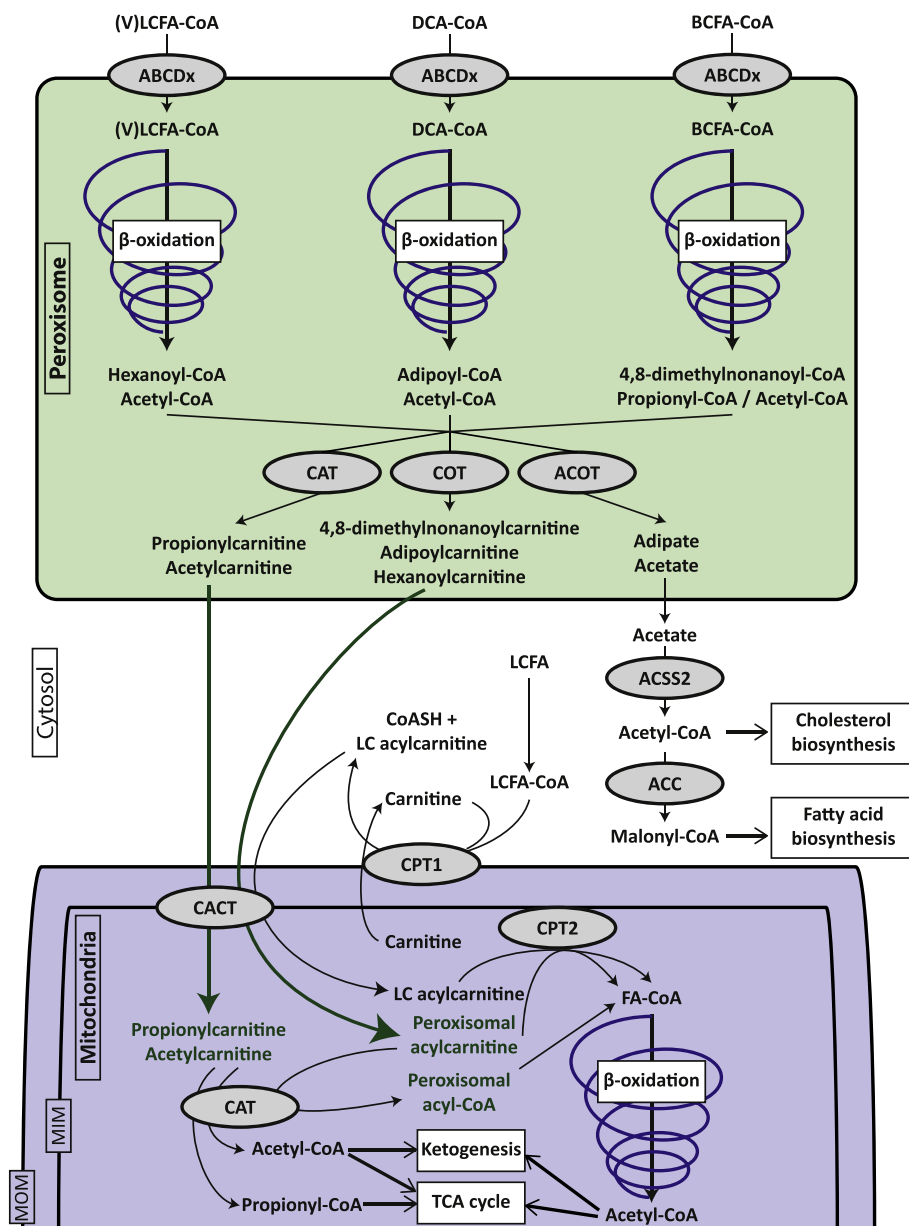 (V)LCFA-CoA
DCA-CoA
BCFA-CoA
ABCDx
ABCDx
ABCDx
(V)LCFA-CoA
DCA-CoA
BCFA-CoA
β-oxidation
β-oxidation
β-oxidation
Peroxisome
Hexanoyl-CoA
Acetyl-CoA
Adipoyl-CoA
Acetyl-CoA
4,8-dimethylnonanoyl-CoA
Propionyl-CoA / Acetyl-CoA
CAT
COT
ACOT
Propionylcarnitine
Acetylcarnitine
4,8-dimethylnonanoylcarnitine
Adipoylcarnitine
Hexanoylcarnitine
Adipate
Acetate
Cytosol
Acetate
ACSS2
Acetyl-CoA
Cholesterol
biosynthesis
ACC
Malonyl-CoA
Fatty acid
biosynthesis
LCFA
LCFA-CoA
CoASH +
LC acylcarnitine
Carnitine
CPT1
CACT
Carnitine
CPT2
Mitochondria
MIM
MOM
LC acylcarnitine
FA-CoA
Propionylcarnitine
Acetylcarnitine
Peroxisomal
acylcarnitine
Peroxisomal
acyl-CoA
β-oxidation
CAT
Acetyl-CoA
Ketogenesis
Propionyl-CoA
TCA cycle
Acetyl-CoA